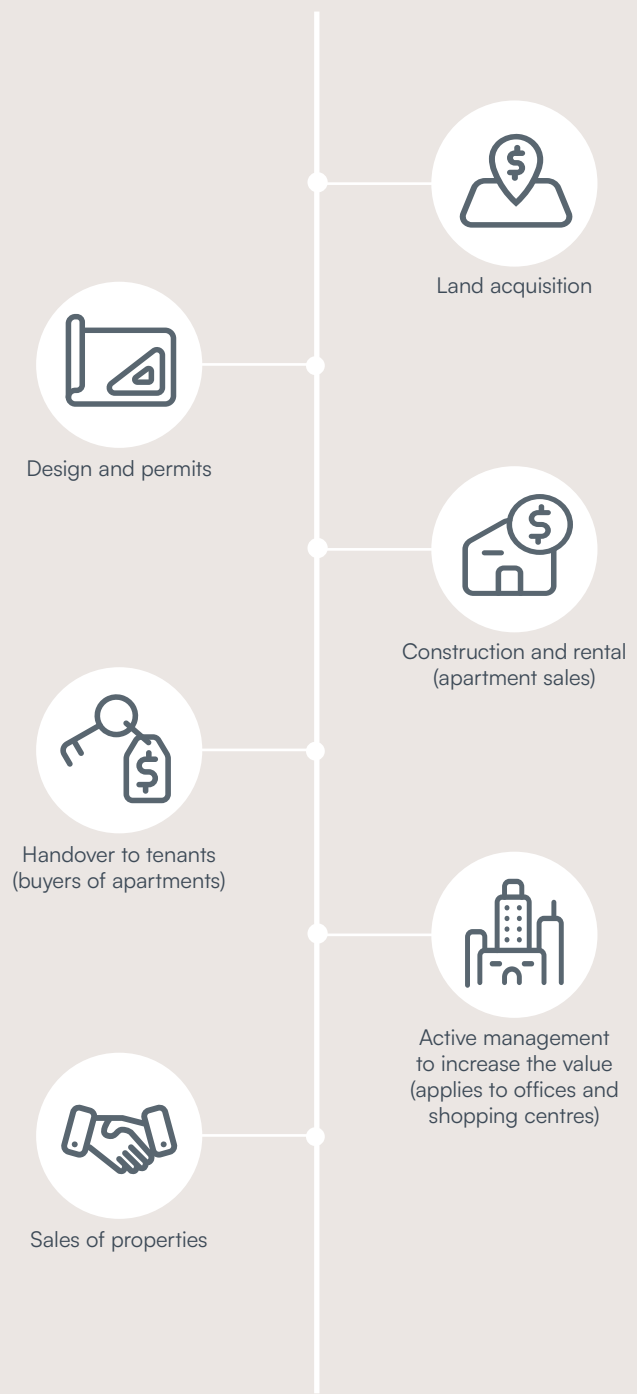 Land acquisition
Design and permits
Construction and rental
(apartment sales)
Handover to tenants
(buyers of apartments)
Active management
to increase the value
(applies to offices and
shopping centres)
Sales of properties